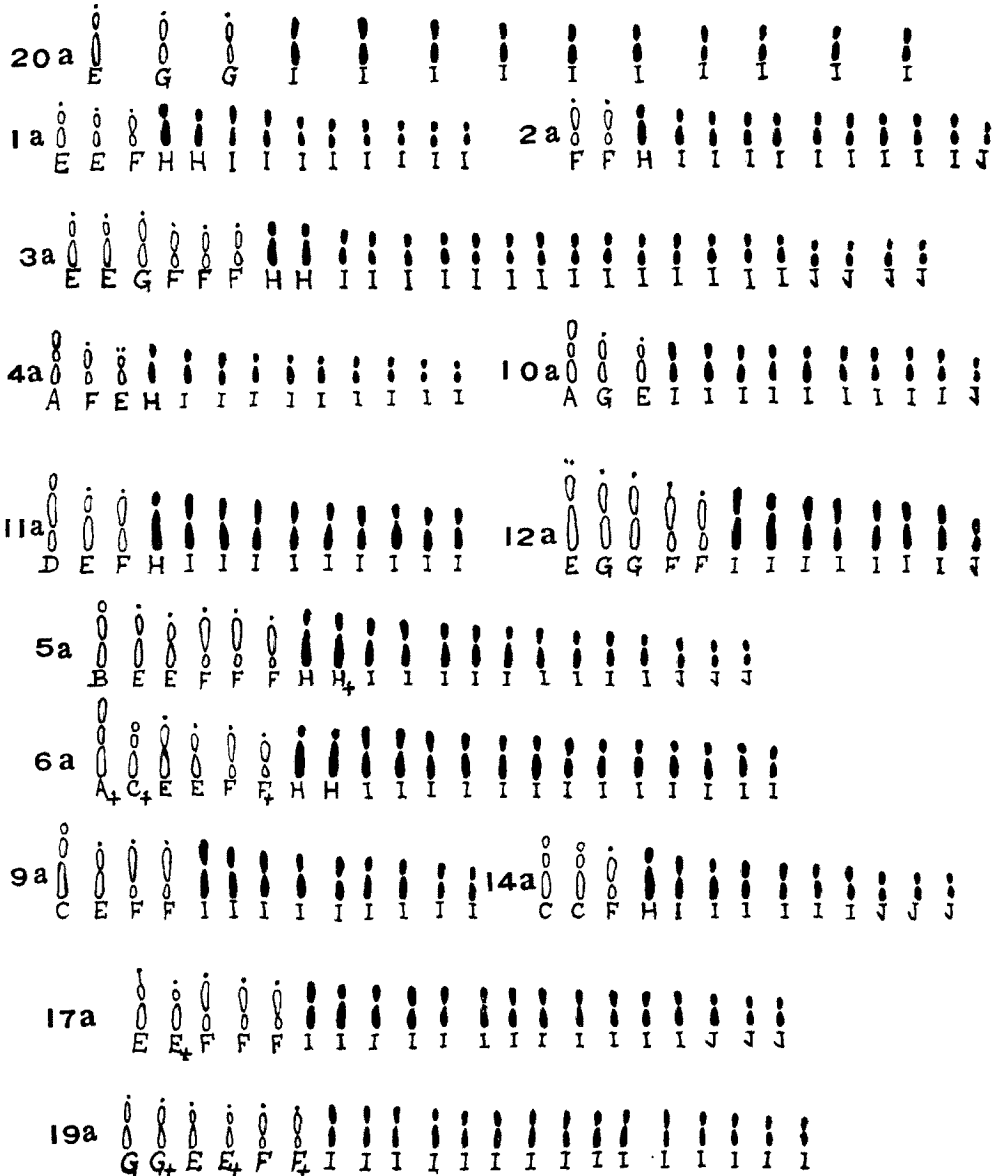 20a E G G I I I I I I I I I I
1a E E F H H I I I I I I I I 2a F F H I I I I I I I I I J
3a E E G F F F H H I I I I I I I I I I I I I I J J J J
4a A F E H I I I I I I I I I 10a A G E I I I I I I I I I J
11a D E F H I I I I I I I I I 12a E G G F F I I I I I I I J
5a B E E F F F H H+ I I I I I I I I I J J J
6a A+ C+ E E F F+ H H I I I I I I I I I I I I I
9a C E F F I I I I I I I I I 14a C C F H I I I I I I J J J
17a E E+ F F F I I I I I I I I I I I I J J J
19a G G+ E E+ F F+ I I I I I I I I I I I I I I I